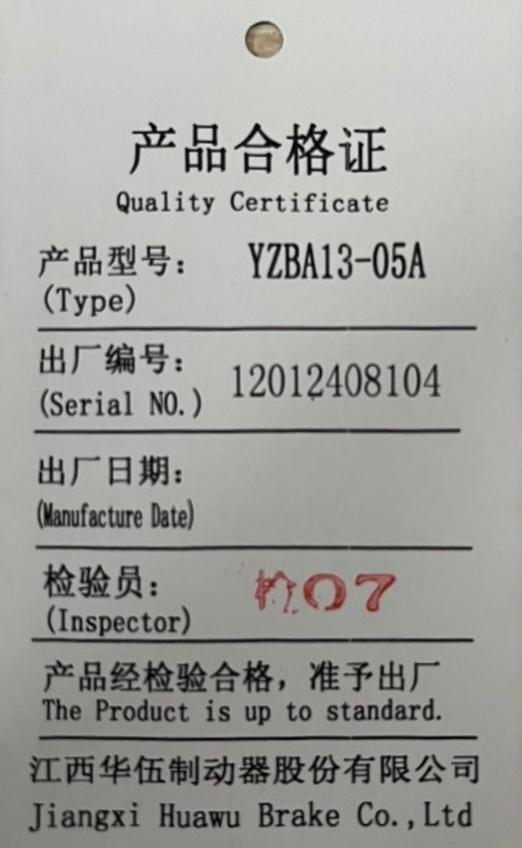 产品合格证
Quality Certificate
产品型号： YZBA13-05A
(Type)
出厂编号： 12012408104
(Serial NO.)
出厂日期：
(Manufacture Date)
检验员： 检07
(Inspector)
产品经检验合格，准予出厂
The Product is up to standard.
江西华伍制动器股份有限公司
Jiangxi Huawu Brake Co.,Ltd